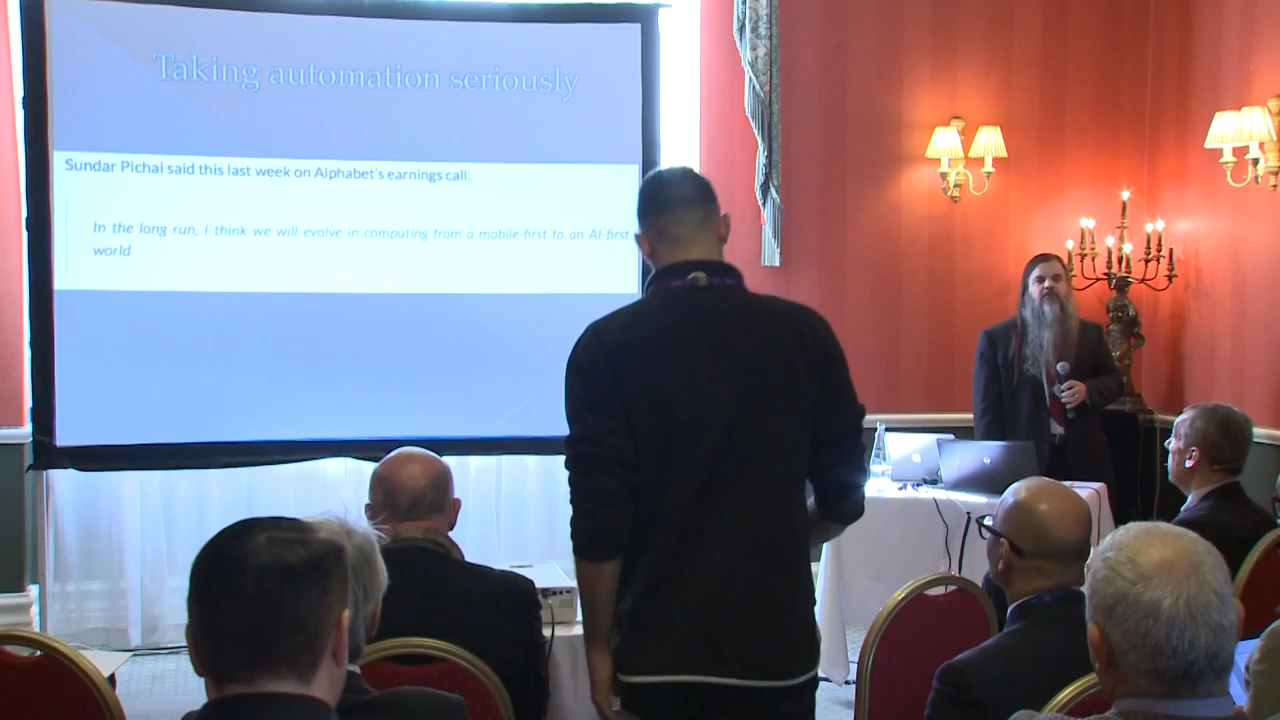 Taking automation seriously
Sundar Pichai said this last week on Alphabet's earnings call:
In the long run, I think we will evolve in computing from a mobile-first to an AI-first
world